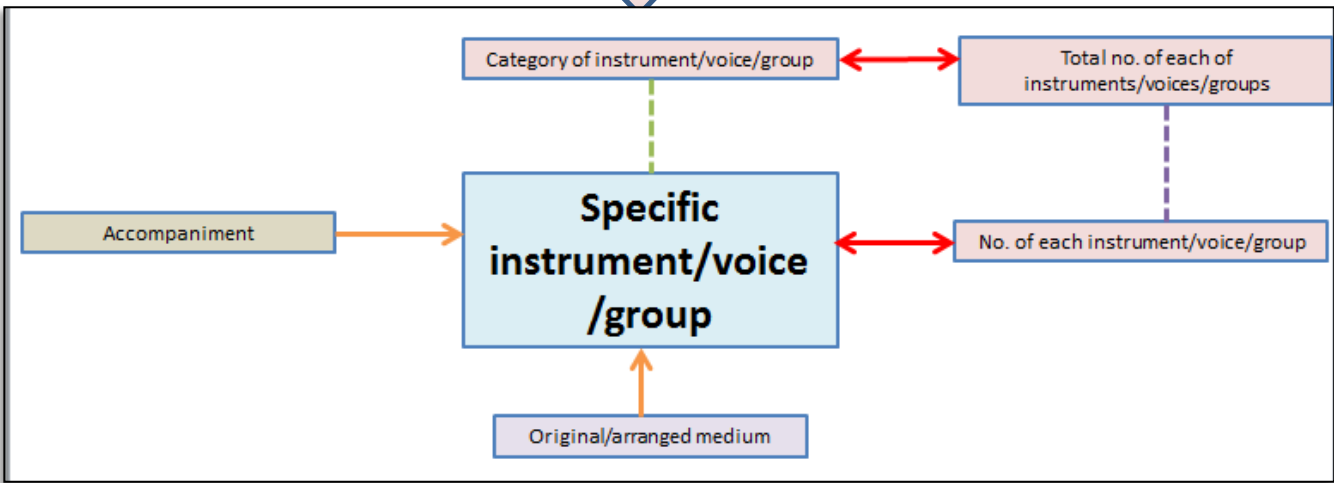 Category of instrument/voice/group
Total no. of each of
instruments/voices/groups
Specific
instrument/voice
/group
Accompaniment
No. of each instrument/voice/group
Original/arranged medium